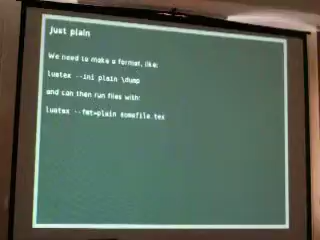 Just plain
We need to make a format, like:
luatex --ini plain \dump
and can then run files with:
luatex --fmt=plain somefile.tex